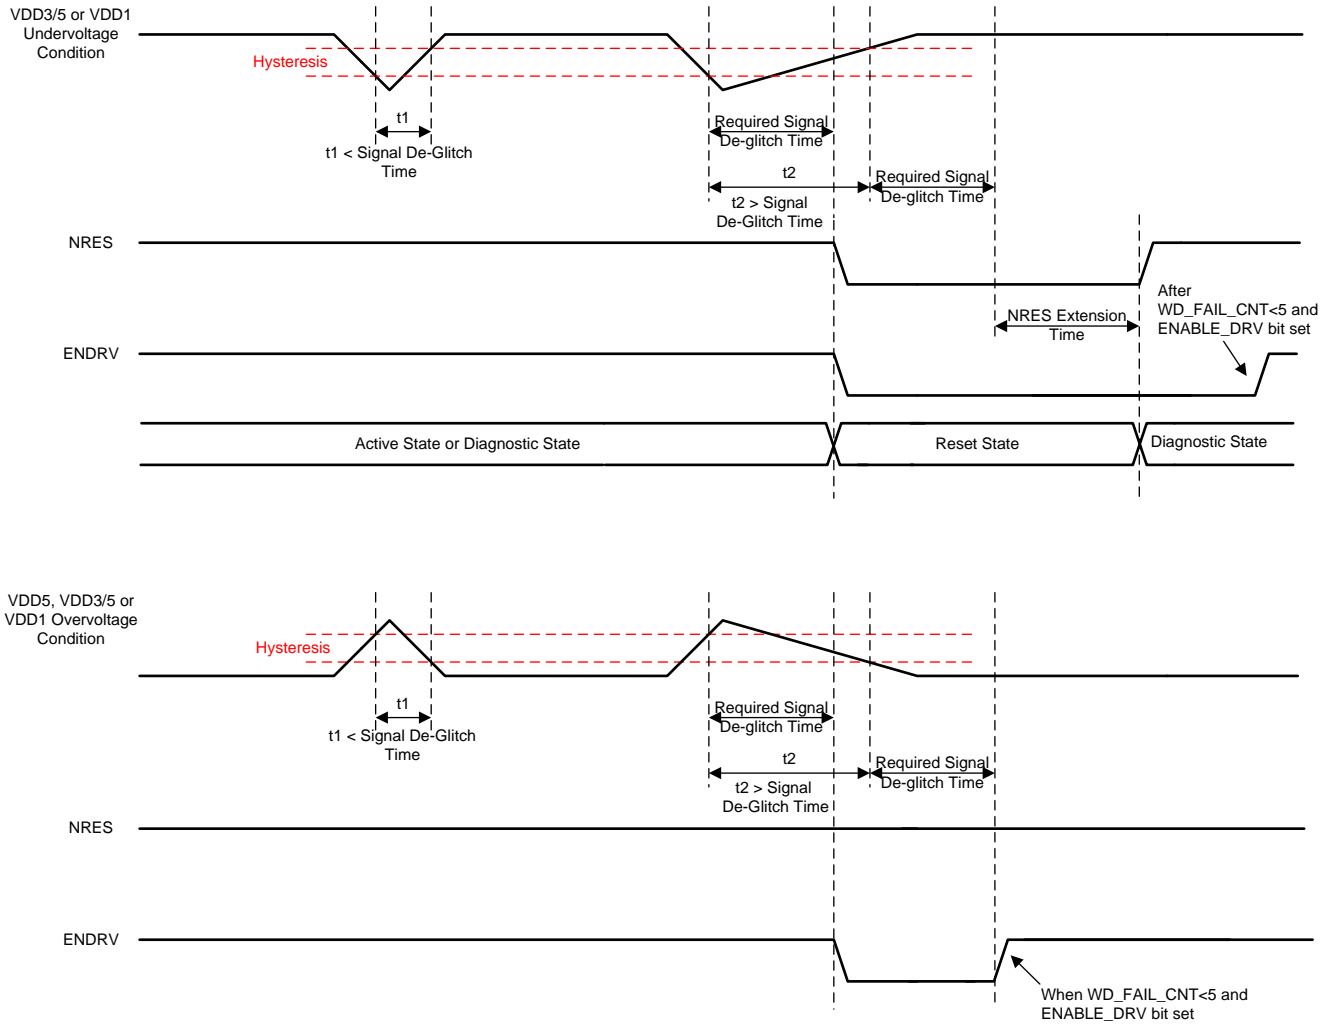 VDD3/5 or VDD1
Undervoltage
Condition
Hysteresis
t1
t1 < Signal De-Glitch
Time
Required Signal
De-glitch Time
t2
t2 > Signal
De-Glitch Time
Required Signal
De-glitch Time
NRES
NRES Extension
Time
After
WD_FAIL_CNT<5 and
ENABLE_DRV bit set
ENDRV
Active State or Diagnostic State
Reset State
Diagnostic State
VDD5, VDD3/5 or
VDD1 Overvoltage
Condition
Hysteresis
t1
t1 < Signal De-Glitch
Time
Required Signal
De-glitch Time
t2
t2 > Signal
De-Glitch Time
Required Signal
De-glitch Time
NRES
ENDRV
When WD_FAIL_CNT<5 and
ENABLE_DRV bit set